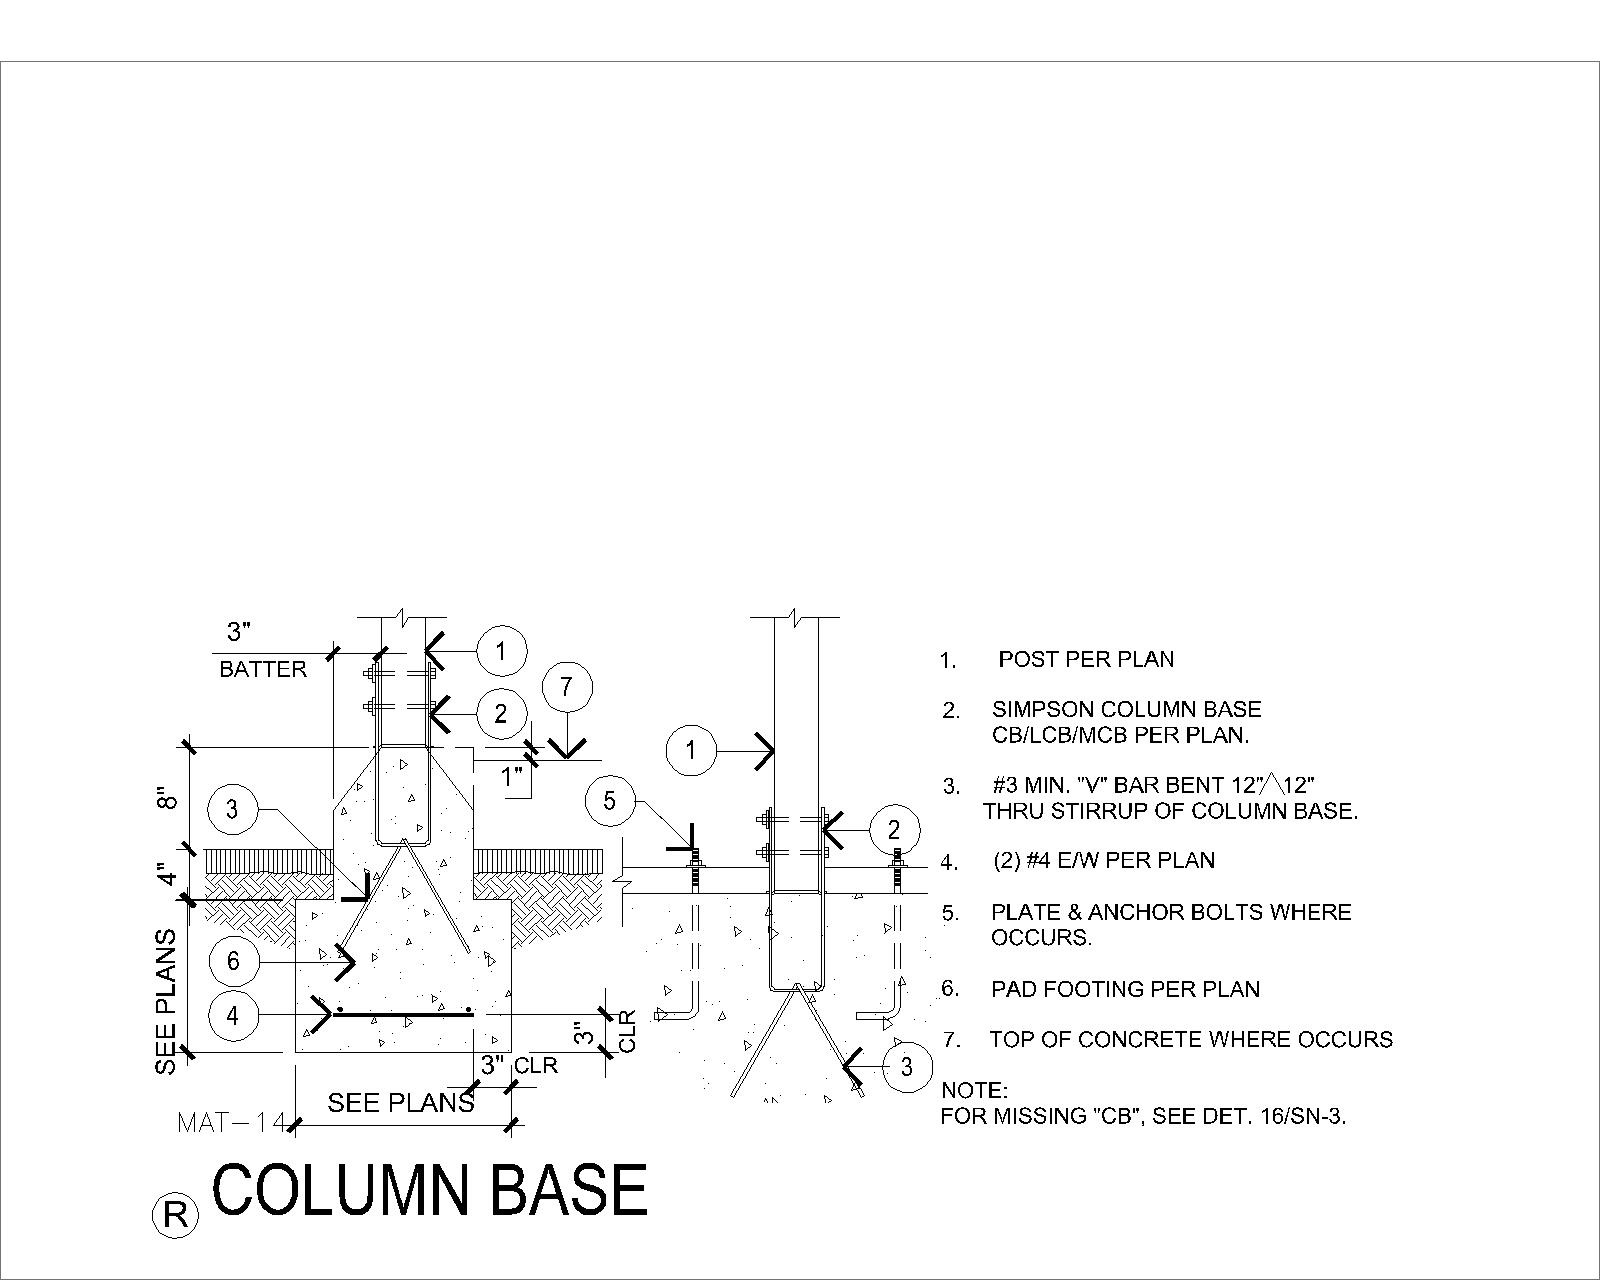 3"
BATTER
1
2
7
1"
8"
3
4"
SEE PLANS
6
4
3"
CLR
3" CLR
SEE PLANS
MAT-14
1
5
2
3
1. POST PER PLAN
2. SIMPSON COLUMN BASE
CB/LCB/MCB PER PLAN.
3. #3 MIN. "V" BAR BENT 12"╱╲12"
THRU STIRRUP OF COLUMN BASE.
4. (2) #4 E/W PER PLAN
5. PLATE & ANCHOR BOLTS WHERE
OCCURS.
6. PAD FOOTING PER PLAN
7. TOP OF CONCRETE WHERE OCCURS
NOTE:
FOR MISSING "CB", SEE DET. 16/SN-3.
R COLUMN BASE